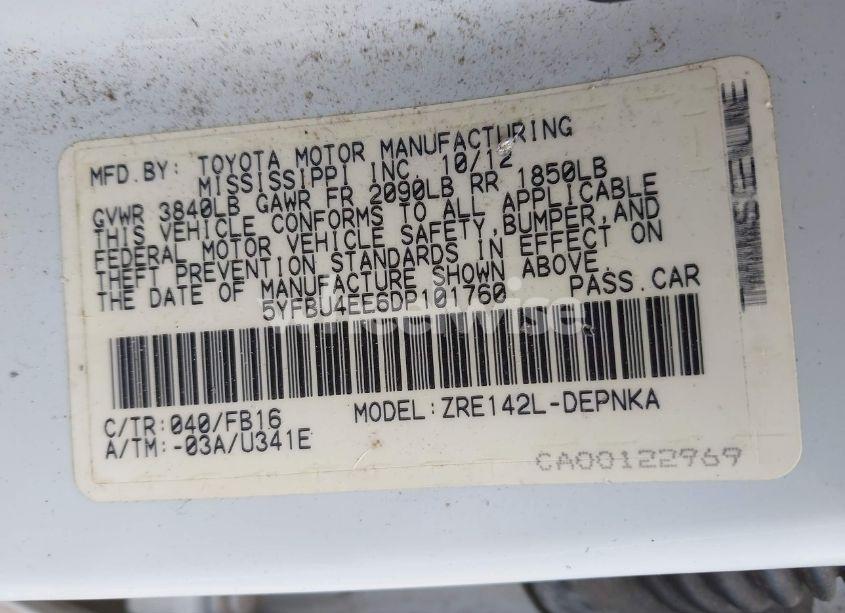 MFD.BY: TOYOTA MOTOR MANUFACTURING
MISSISSIPPI INC. 10/12
GVWR 3840LB GAWR FR 2090LB RR 1850LB
THIS VEHICLE CONFORMS TO ALL APPLICABLE
FEDERAL MOTOR VEHICLE SAFETY,BUMPER,AND
THEFT PREVENTION STANDARDS IN EFFECT ON
THE DATE OF MANUFACTURE SHOWN ABOVE.
5YFBU4EE6DP101760 PASS.CAR
C/TR:040/FB16 MODEL:ZRE142L-DEPNKA
A/TM:-03A/U341E
CA00122969